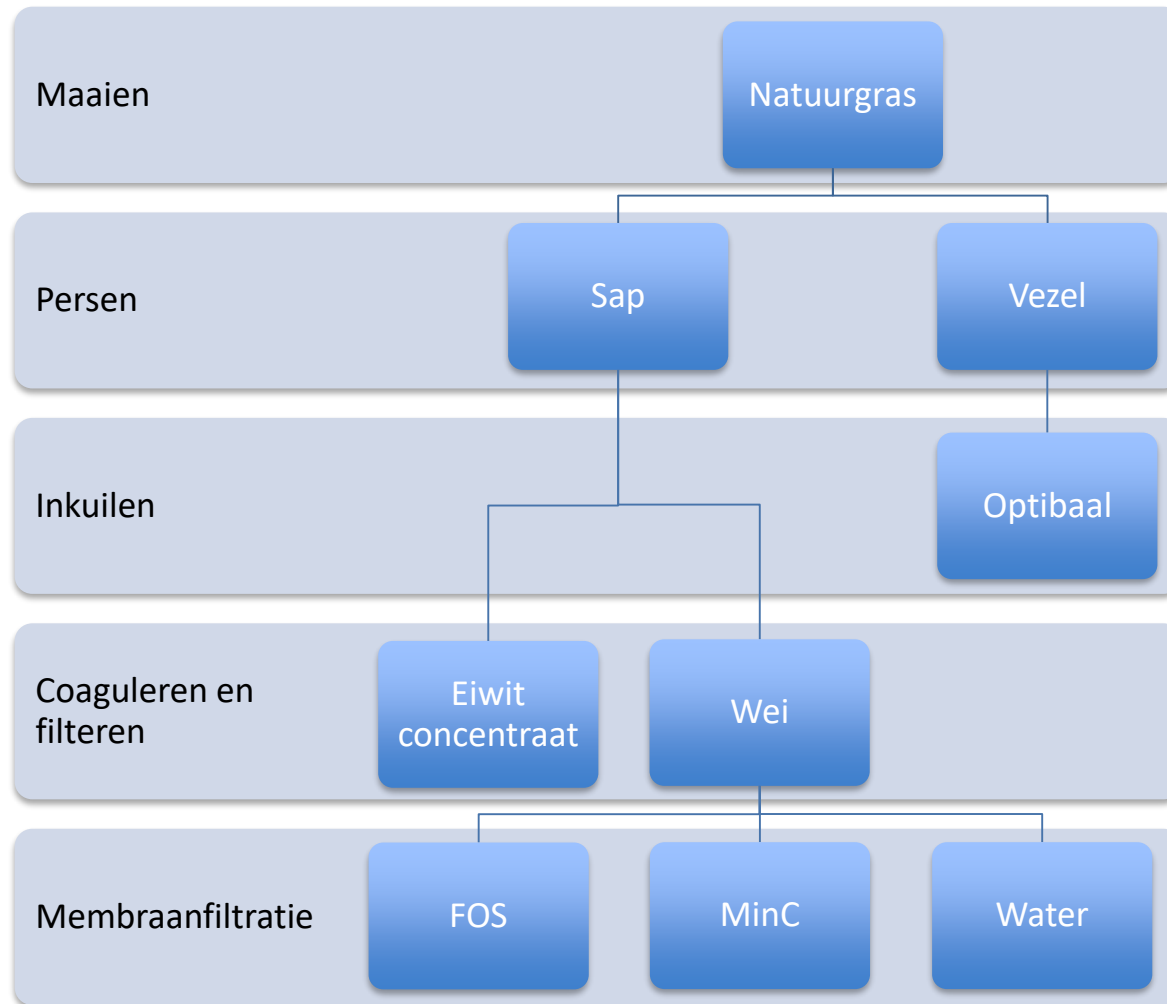 Maaien
Natuurgras
Persen
Sap
Vezel
Inkuilen
Optibaal
Coaguleren en
filteren
Eiwit
concentraat
Wei
Membraanfiltratie
FOS
MinC
Water